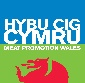 HYBU CIG
CYMRU
MEAT PROMOTION WALES